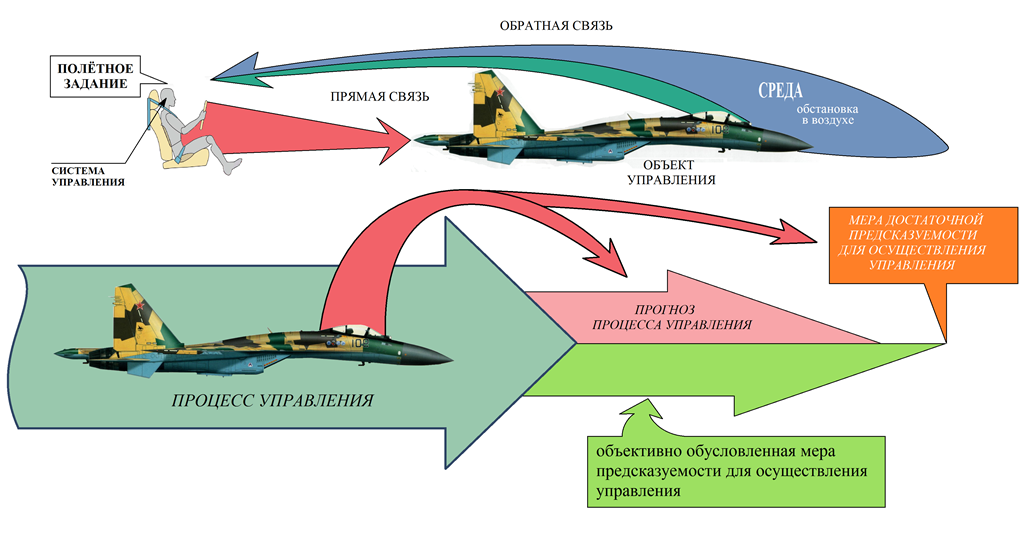 ОБРАТНАЯ СВЯЗЬ
ПОЛЁТНОЕ
ЗАДАНИЕ
ПРЯМАЯ СВЯЗЬ
СРЕДА
обстановка
в воздухе
СИСТЕМА
УПРАВЛЕНИЯ
ОБЪЕКТ
УПРАВЛЕНИЯ
МЕРА ДОСТАТОЧНОЙ
ПРЕДСКАЗУЕМОСТИ
ДЛЯ ОСУЩЕСТВЛЕНИЯ
УПРАВЛЕНИЯ
ПРОГНОЗ
ПРОЦЕССА УПРАВЛЕНИЯ
ПРОЦЕСС УПРАВЛЕНИЯ
объективно обусловленная мера
предсказуемости для осуществления
управления